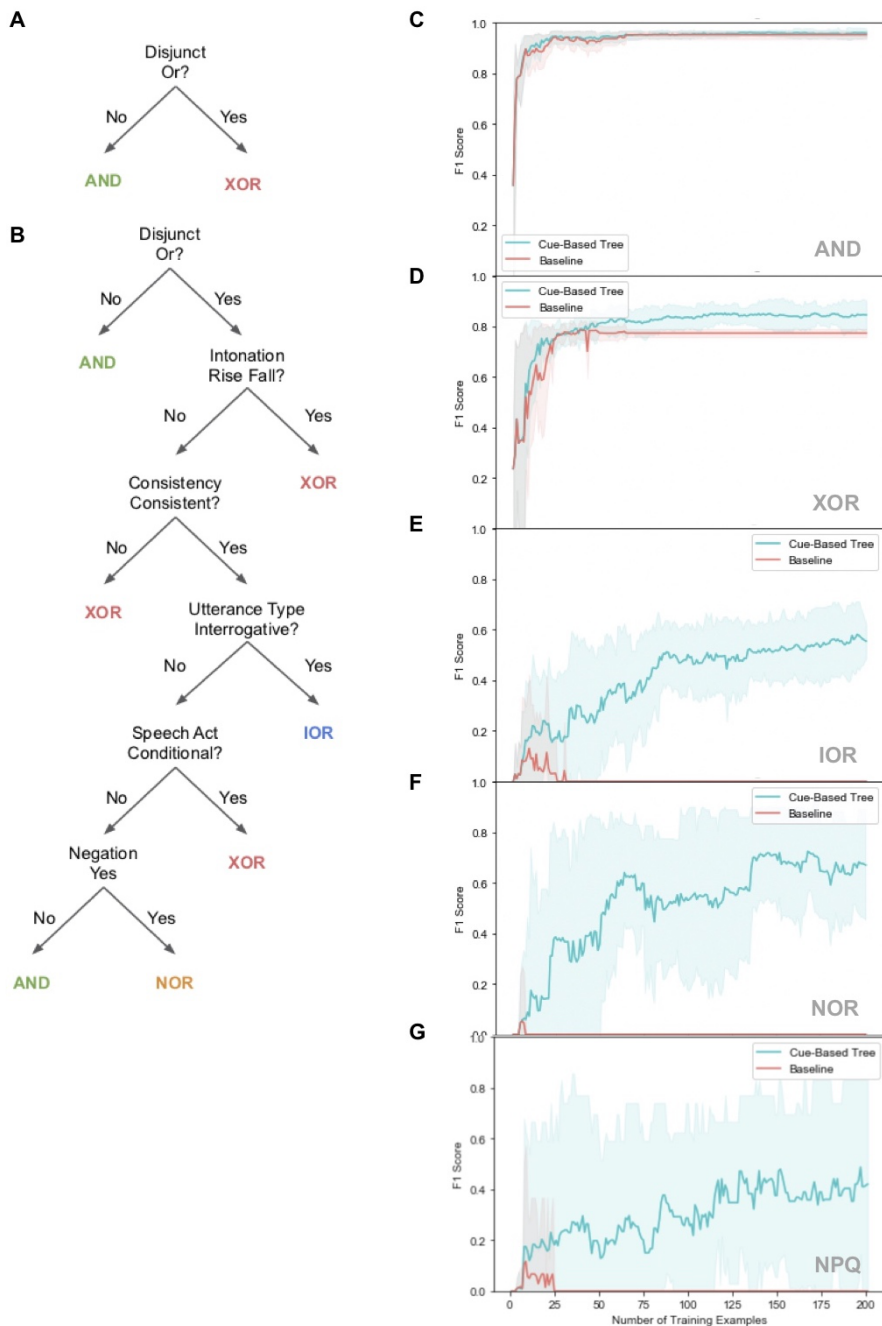 A
Disjunct
Or?
No
Yes
AND
XOR
B
Disjunct
Or?
No
Yes
AND
Intonation
Rise Fall?
No
Yes
Consistency
Consistent?
XOR
No
Yes
XOR
Utterance Type
Interrogative?
No
Yes
Speech Act
Conditional?
IOR
No
Yes
Negation
Yes
XOR
No
Yes
AND
NOR
C
1.0
0.8
0.6
0.4
0.2
F1 Score
Cue-Based Tree
Baseline
AND
D
1.0
0.8
0.6
0.4
0.2
F1 Score
Cue-Based Tree
Baseline
XOR
E
1.0
0.8
0.6
0.4
0.2
F1 Score
Cue-Based Tree
Baseline
IOR
F
1.0
0.8
0.6
0.4
0.2
0.0
F1 Score
Cue-Based Tree
Baseline
NOR
G
1.0
0.8
0.6
0.4
0.2
0.0
F1 Score
Cue-Based Tree
Baseline
NPQ
0 25 50 75 100 125 150 175 200
Number of Training Examples